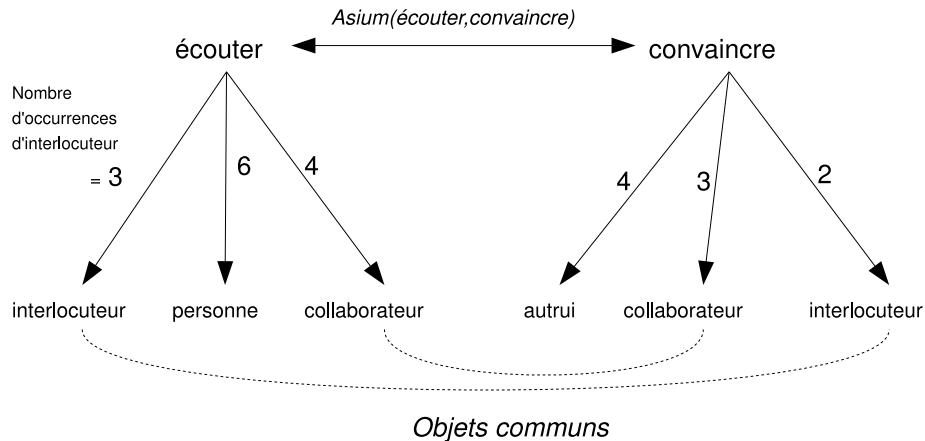 Asium(écouter,convaincre)
écouter
convaincre
Nombre
d'occurrences
d'interlocuteur
= 3
6
4
4
3
2
interlocuteur
personne
collaborateur
autrui
collaborateur
interlocuteur
Objets communs